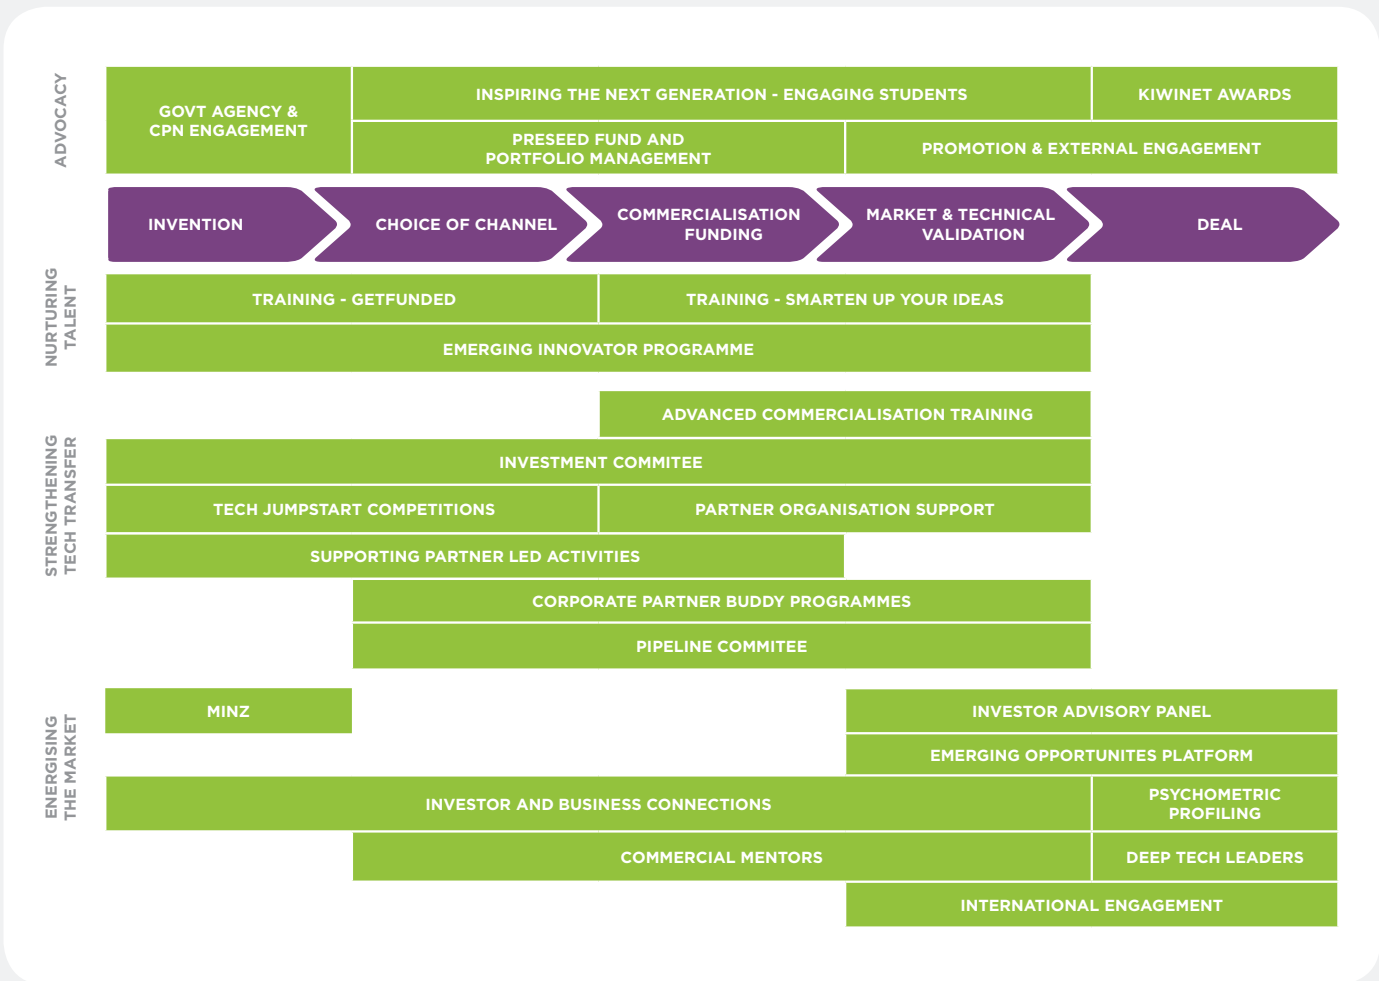 ADVOCACY
GOVT AGENCY &
CPN ENGAGEMENT
INSPIRING THE NEXT GENERATION - ENGAGING STUDENTS
KIWINET AWARDS
PRESEED FUND AND
PORTFOLIO MANAGEMENT
PROMOTION & EXTERNAL ENGAGEMENT
INVENTION
CHOICE OF CHANNEL
COMMERCIALISATION
FUNDING
MARKET & TECHNICAL
VALIDATION
DEAL
NURTURING
TALENT
TRAINING - GETFUNDED
TRAINING - SMARTEN UP YOUR IDEAS
EMERGING INNOVATOR PROGRAMME
STRENGTHENING
TECH TRANSFER
ADVANCED COMMERCIALISATION TRAINING
INVESTMENT COMMITEE
TECH JUMPSTART COMPETITIONS
PARTNER ORGANISATION SUPPORT
SUPPORTING PARTNER LED ACTIVITIES
CORPORATE PARTNER BUDDY PROGRAMMES
PIPELINE COMMITEE
ENERGISING
THE MARKET
MINZ
INVESTOR ADVISORY PANEL
EMERGING OPPORTUNITES PLATFORM
INVESTOR AND BUSINESS CONNECTIONS
PSYCHOMETRIC
PROFILING
COMMERCIAL MENTORS
DEEP TECH LEADERS
INTERNATIONAL ENGAGEMENT